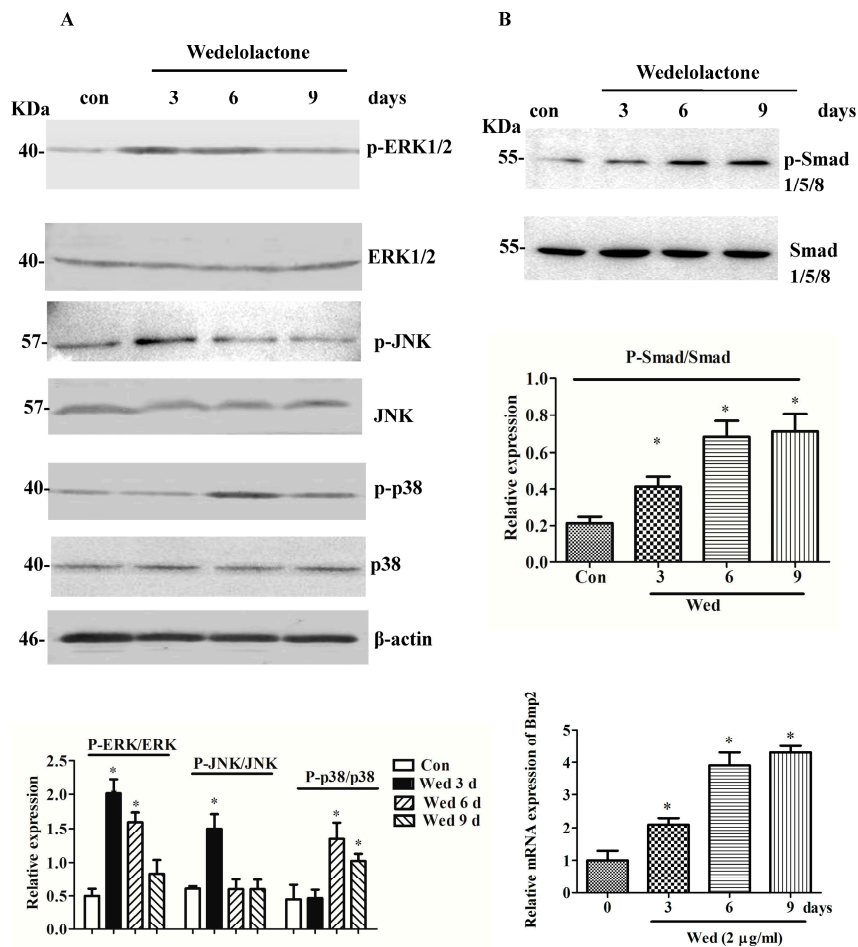 A
Wedelolactone
KDa con 3 6 9 days
40- p-ERK1/2
40- ERK1/2
57- p-JNK
57- JNK
40- p-p38
40- p38
46- β-actin
P-ERK/ERK
P-JNK/JNK
P-p38/p38
Con
Wed 3 d
Wed 6 d
Wed 9 d
Relative expression
2.5
2.0
1.5
1.0
0.5
0.0
* * * * *
B
Wedelolactone
KDa con 3 6 9 days
55- p-Smad
1/5/8
55- Smad
1/5/8
P-Smad/Smad
Relative expression
1.0
0.8
0.6
0.4
0.2
0.0
* * *
Con 3 6 9
Wed
Relative mRNA expression of Bmp2
5
4
3
2
1
0
* * *
0 3 6 9 days
Wed (2 μg/ml)